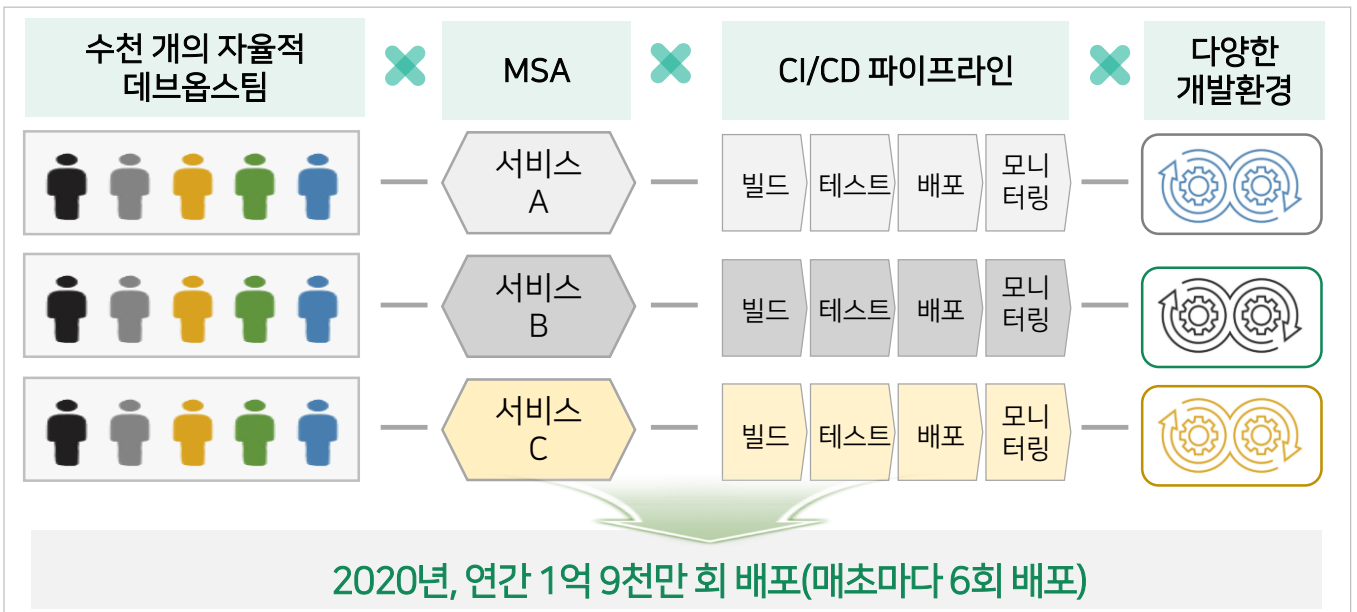 수천 개의 자율적
데브옵스팀
MSA
CI/CD 파이프라인
다양한
개발환경
서비스
A
빌드
테스트
배포
모니
터링
서비스
B
빌드
테스트
배포
모니
터링
서비스
C
빌드
테스트
배포
모니
터링
2020년, 연간 1억 9천만 회 배포(매초마다 6회 배포)